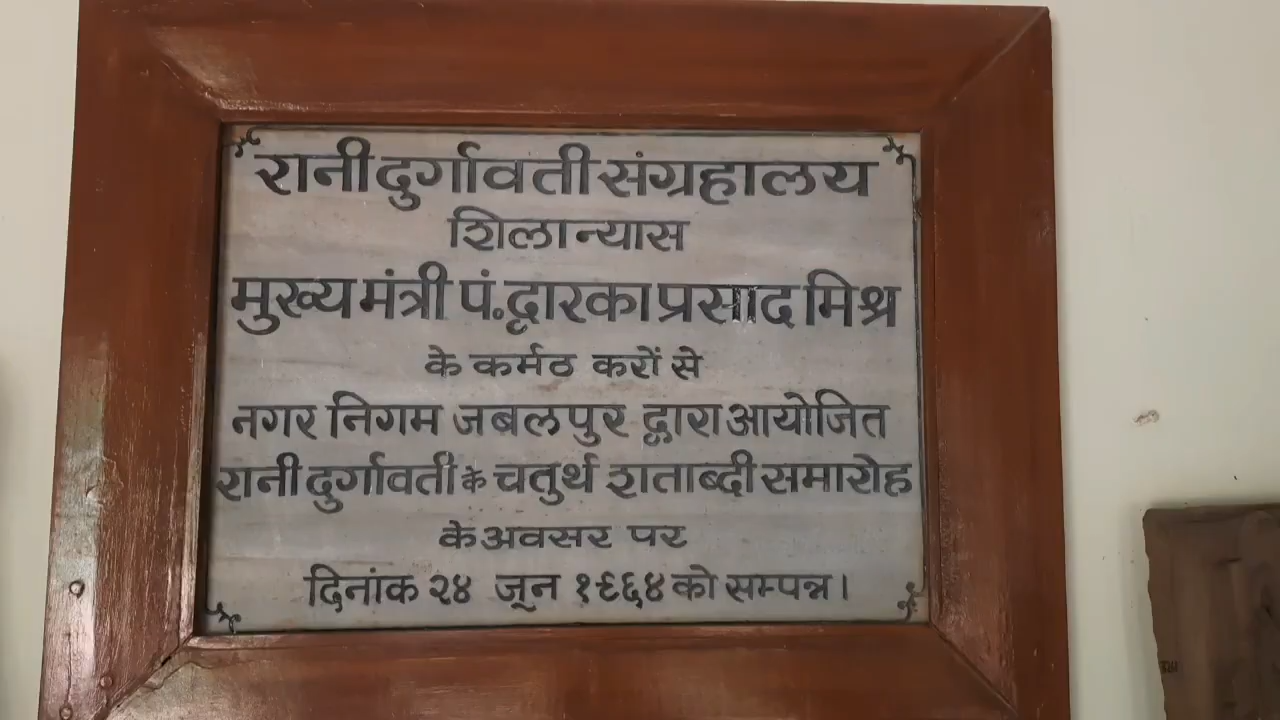 रानी दुर्गावती संग्रहालय
शिलान्यास
मुख्य मंत्री पं. द्वारका प्रसाद मिश्र
के कर्मठ करों से
नगर निगम जबलपुर द्वारा आयोजित
रानी दुर्गावती के चतुर्थ शताब्दी समारोह
के अवसर पर
दिनांक २४ जून १९६४ को सम्पन्न।